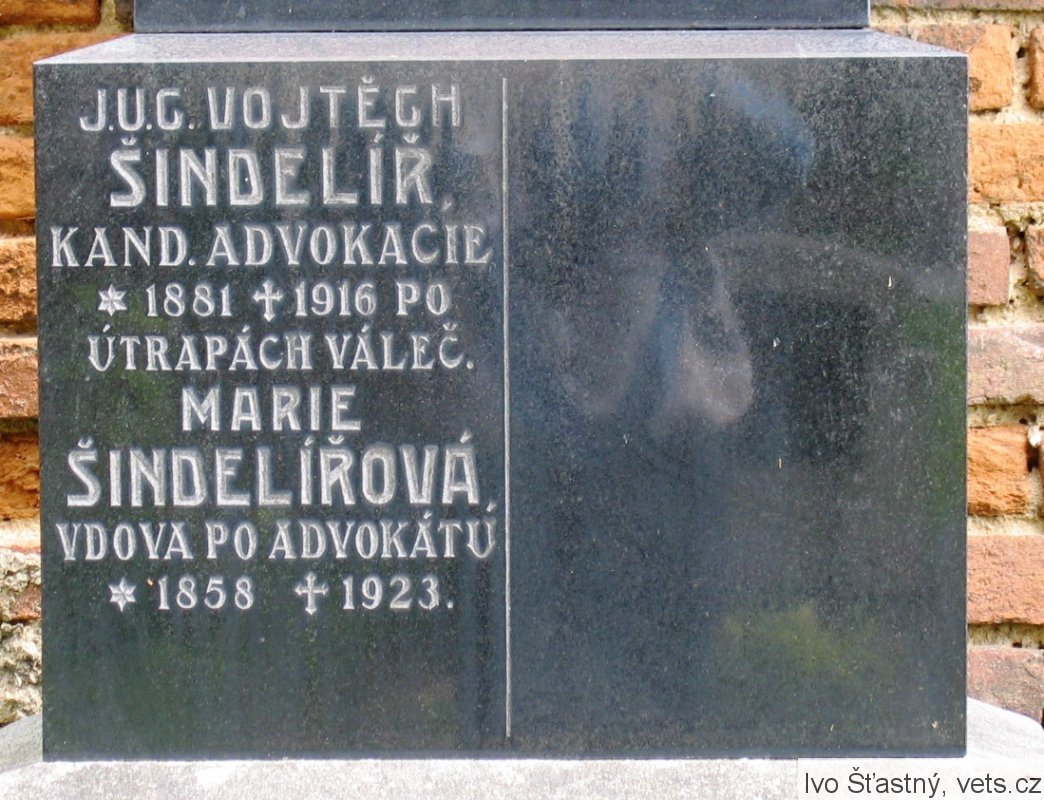 J.U.C. VOJTĚCH
ŠINDELÍŘ,
KAND. ADVOKACIE
* 1881 ✝ 1916 PO
ÚTRAPÁCH VÁLEČ.
MARIE
ŠINDELÍŘOVÁ,
VDOVA PO ADVOKÁTU
* 1858 ✝ 1923.
Ivo Šťastný, vets.cz